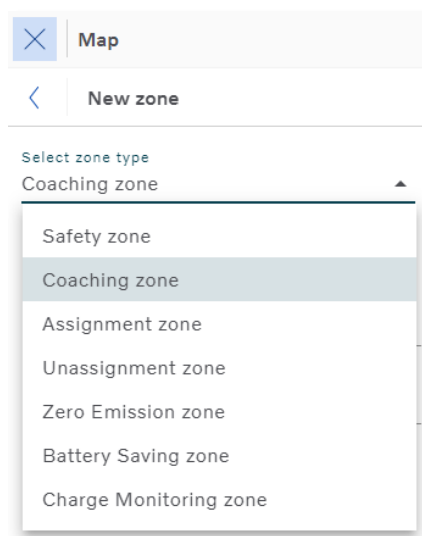 Map
New zone
Select zone type
Coaching zone
Safety zone
Coaching zone
Assignment zone
Unassignment zone
Zero Emission zone
Battery Saving zone
Charge Monitoring zone